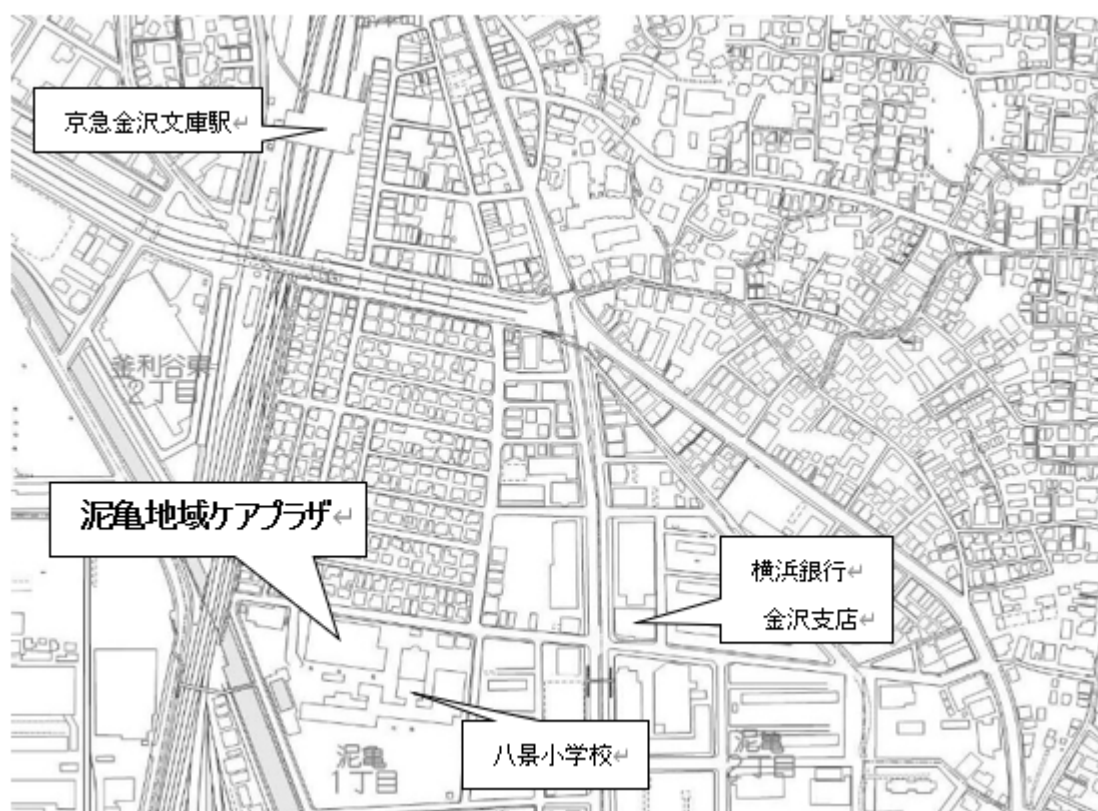 京急金沢文庫駅↵
釜利谷東
2丁目
泥亀地域ケアプラザ↵
横浜銀行↵
金沢支店↵
八景小学校↵
泥亀
1丁目
泥亀
2丁目